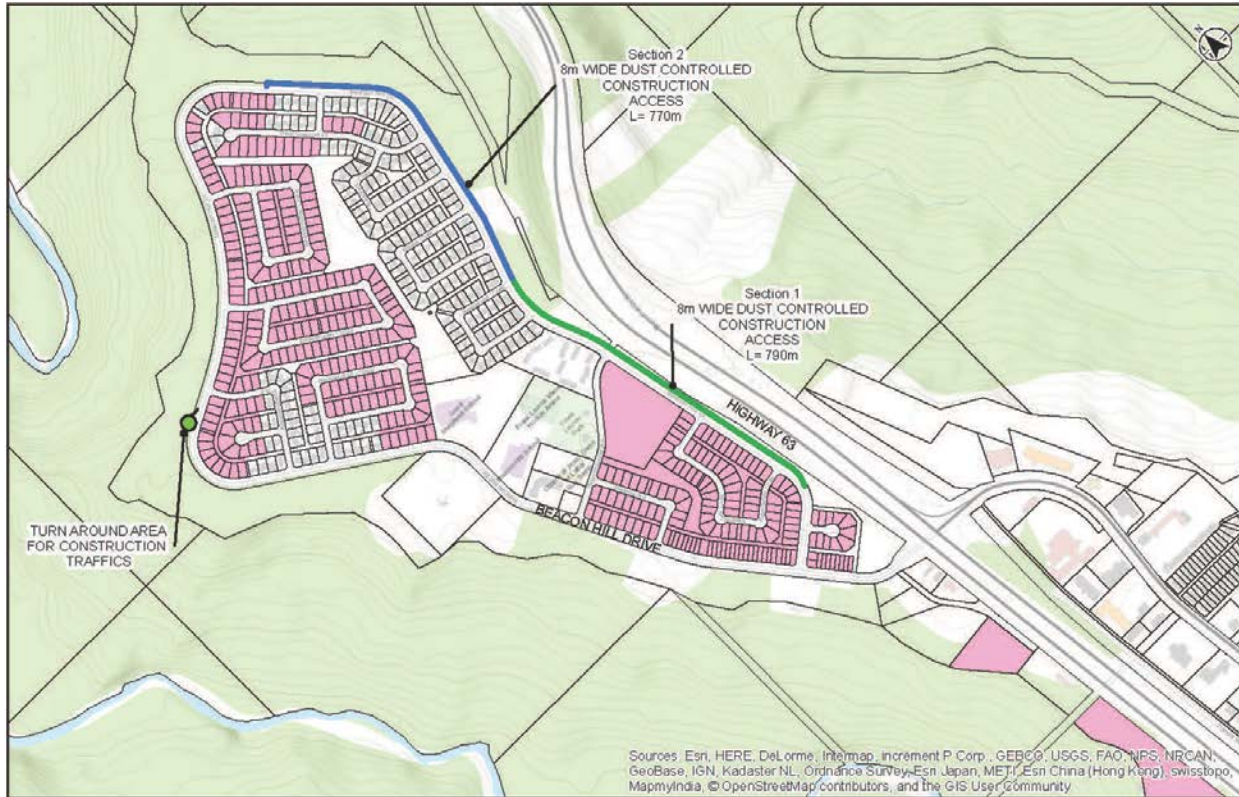 N
Section 2
8m WIDE DUST CONTROLLED
CONSTRUCTION
ACCESS
L= 770m
Section 1
8m WIDE DUST CONTROLLED
CONSTRUCTION
ACCESS
L= 790m
HIGHWAY 63
BEACON HILL DRIVE
TURN AROUND AREA
FOR CONSTRUCTION
TRAFFICS
Sources: Esri, HERE, DeLorme, Intermap, increment P Corp., GEBCO, USGS, FAO, NPS, NRCAN,
GeoBase, IGN, Kadaster NL, Ordnance Survey, Esri Japan, METI, Esri China (Hong Kong), swisstopo,
MapmyIndia, © OpenStreetMap contributors, and the GIS User Community